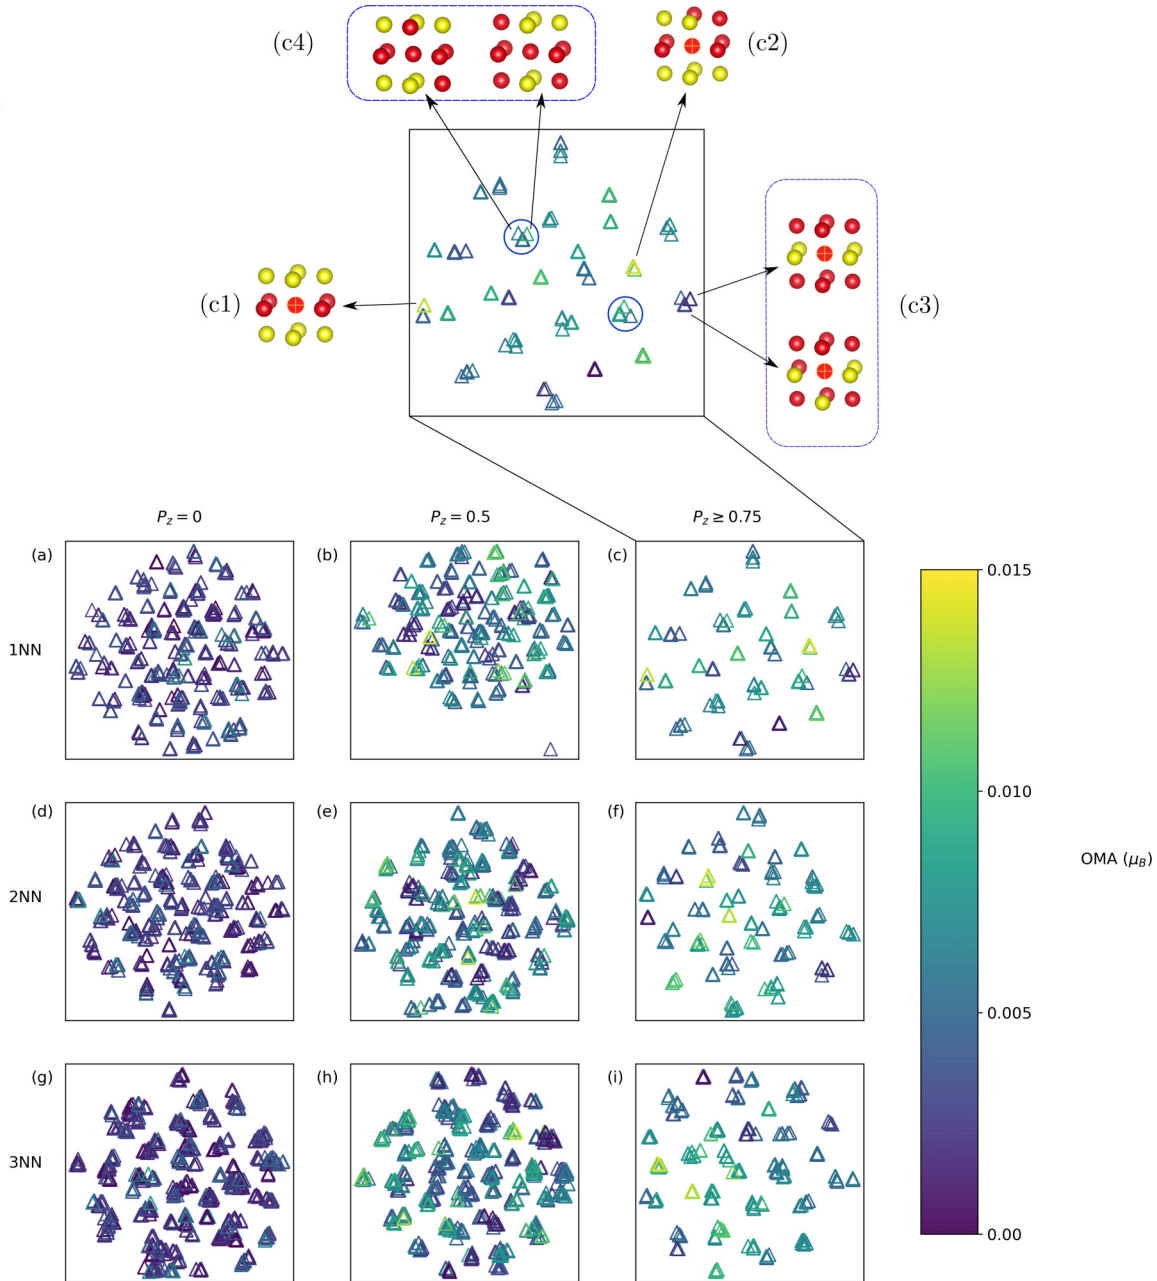 (c4)
(c2)
(c1)
(c3)
P_z = 0
P_z = 0.5
P_z ≥ 0.75
(a)
(b)
(c)
1NN
(d)
(e)
(f)
2NN
(g)
(h)
(i)
3NN
0.015
0.010
OMA (μ_B)
0.005
0.00